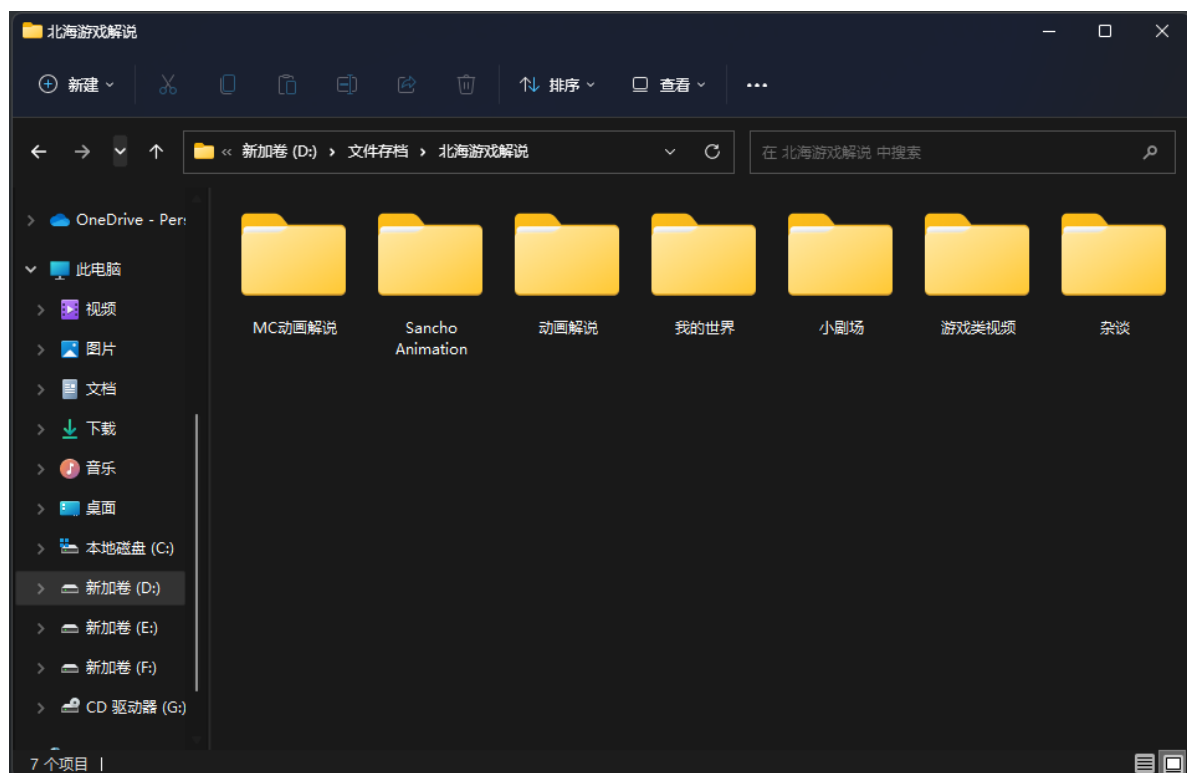 北海游戏解说
新建 排序 查看
« 新加卷 (D:) › 文件存档 › 北海游戏解说
在 北海游戏解说 中搜索
OneDrive - Pers
此电脑
视频
图片
文档
下载
音乐
桌面
本地磁盘 (C:)
新加卷 (D:)
新加卷 (E:)
新加卷 (F:)
CD 驱动器 (G:)
MC动画解说
Sancho
Animation
动画解说
我的世界
小剧场
游戏类视频
杂谈
7 个项目